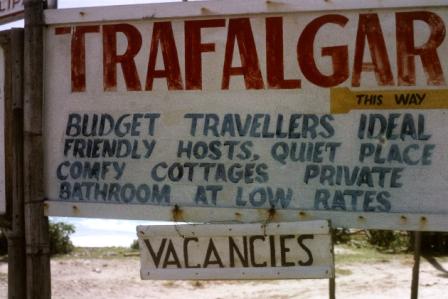 TRAFALGAR
THIS WAY
BUDGET TRAVELLERS IDEAL
FRIENDLY HOSTS, QUIET PLACE
COMFY COTTAGES PRIVATE
BATHROOM AT LOW RATES
VACANCIES